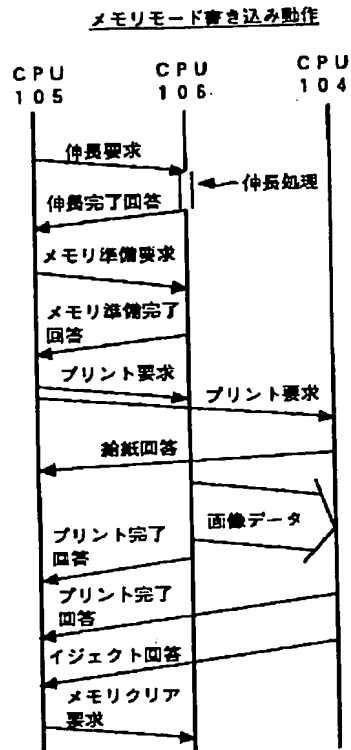 メモリモード書き込み動作
CPU
105
CPU
106
CPU
104
伸長要求
伸長処理
伸長完了回答
メモリ準備要求
メモリ準備完了
回答
プリント要求
プリント要求
給紙回答
画像データ
プリント完了
回答
プリント完了
回答
イジェクト回答
メモリクリア
要求